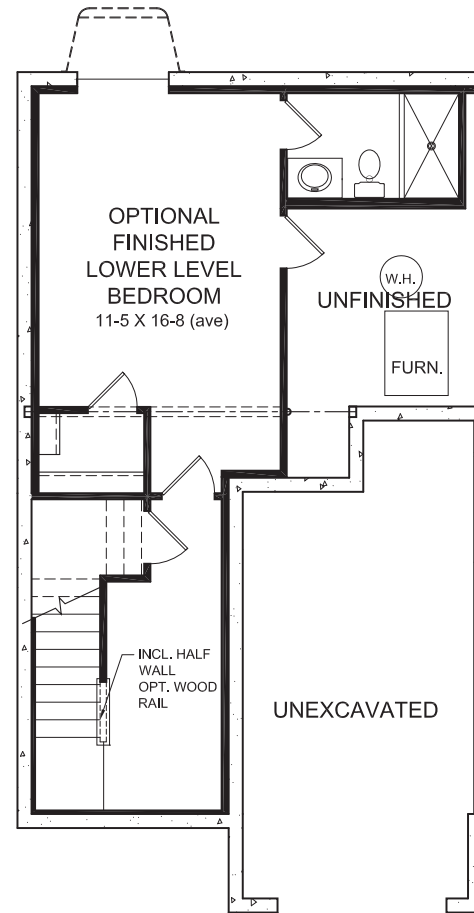 OPTIONAL
FINISHED
LOWER LEVEL
BEDROOM
11-5 X 16-8 (ave)
W.H.
UNFINISHED
FURN.
INCL. HALF
WALL
OPT. WOOD
RAIL
UNEXCAVATED